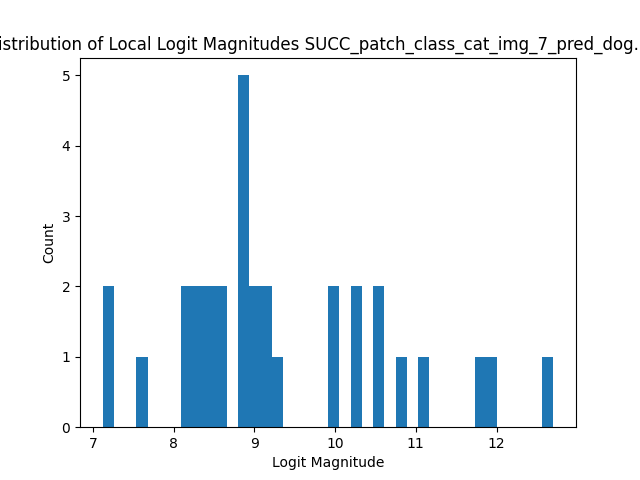 istribution of Local Logit Magnitudes SUCC_patch_class_cat_img_7_pred_dog.
5
4
3
2
1
0
Count
7 8 9 10 11 12
Logit Magnitude